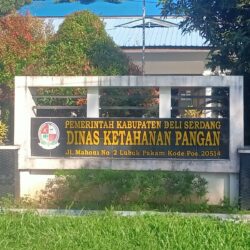 PEMERINTAH KABUPATEN DELI SERDANG
DINAS KETAHANAN PANGAN
Jl. Mahoni No 2 Lubuk Pakam Kode Pos 20514